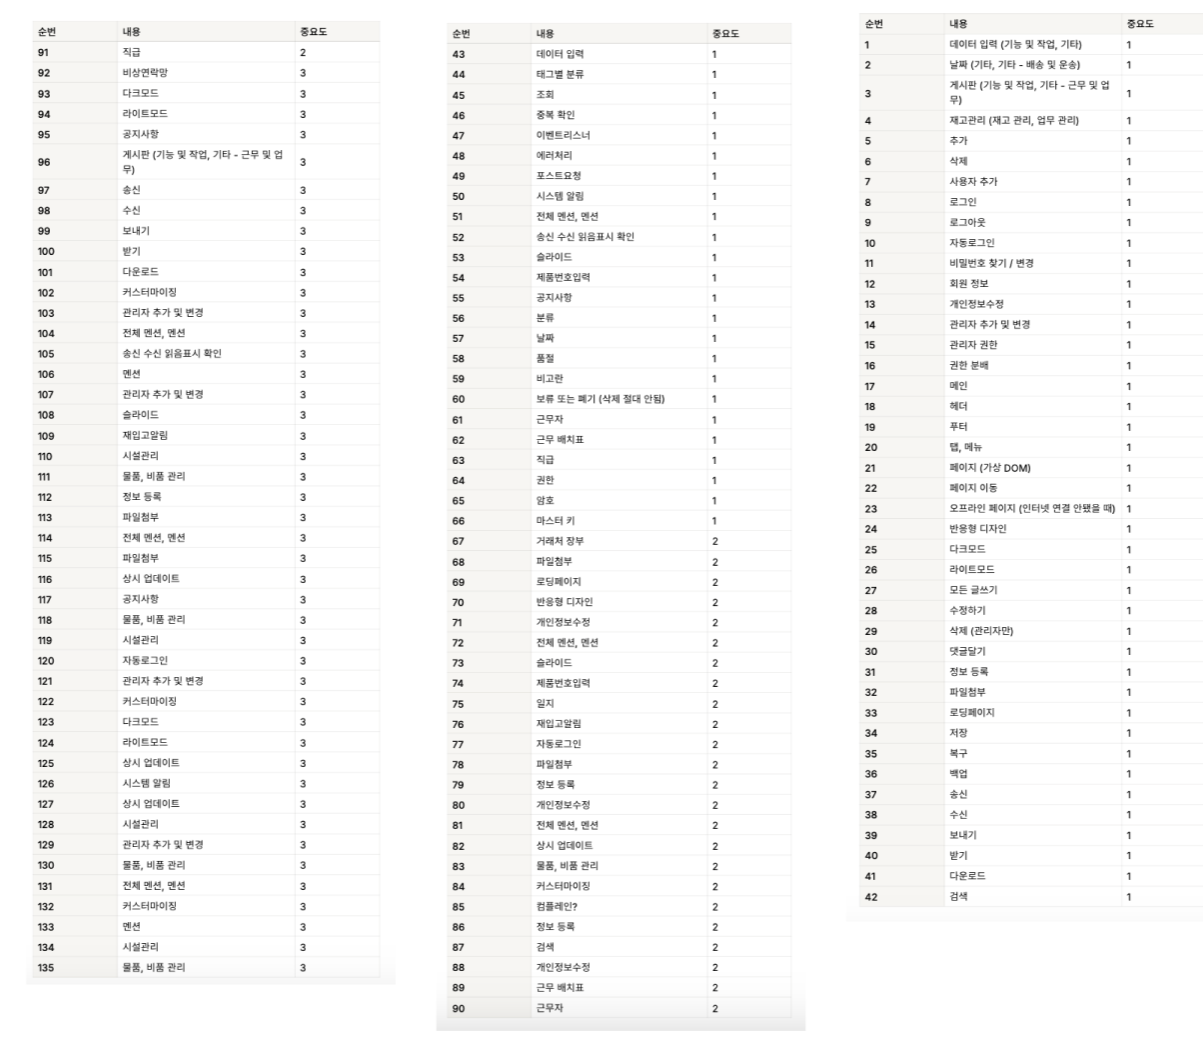 순번 내용 중요도
91 직급 2
92 비상연락망 3
93 다크모드 3
94 라이트모드 3
95 공지사항 3
96 게시판 (기능 및 작업, 기타 - 근무 및 업
무) 3
97 송신 3
98 수신 3
99 보내기 3
100 받기 3
101 다운로드 3
102 커스터마이징 3
103 관리자 추가 및 변경 3
104 전체 멘션, 멘션 3
105 송신 수신 읽음표시 확인 3
106 멘션 3
107 관리자 추가 및 변경 3
108 슬라이드 3
109 재입고알림 3
110 시설관리 3
111 물품, 비품 관리 3
112 정보 등록 3
113 파일첨부 3
114 전체 멘션, 멘션 3
115 파일첨부 3
116 상시 업데이트 3
117 공지사항 3
118 물품, 비품 관리 3
119 시설관리 3
120 자동로그인 3
121 관리자 추가 및 변경 3
122 커스터마이징 3
123 다크모드 3
124 라이트모드 3
125 상시 업데이트 3
126 시스템 알림 3
127 상시 업데이트 3
128 시설관리 3
129 관리자 추가 및 변경 3
130 물품, 비품 관리 3
131 전체 멘션, 멘션 3
132 커스터마이징 3
133 멘션 3
134 시설관리 3
135 물품, 비품 관리 3
순번 내용 중요도
43 데이터 입력 1
44 태그별 분류 1
45 조회 1
46 중복 확인 1
47 이벤트리스너 1
48 에러처리 1
49 포스트요청 1
50 시스템 알림 1
51 전체 멘션, 멘션 1
52 송신 수신 읽음표시 확인 1
53 슬라이드 1
54 제품번호입력 1
55 공지사항 1
56 분류 1
57 날짜 1
58 품절 1
59 비고란 1
60 보류 또는 폐기 (삭제 절대 안됨) 1
61 근무자 1
62 근무 배치표 1
63 직급 1
64 권한 1
65 암호 1
66 마스터 키 1
67 거래처 장부 2
68 파일첨부 2
69 로딩페이지 2
70 반응형 디자인 2
71 개인정보수정 2
72 전체 멘션, 멘션 2
73 슬라이드 2
74 제품번호입력 2
75 일지 2
76 재입고알림 2
77 자동로그인 2
78 파일첨부 2
79 정보 등록 2
80 개인정보수정 2
81 전체 멘션, 멘션 2
82 상시 업데이트 2
83 물품, 비품 관리 2
84 커스터마이징 2
85 컴플레인? 2
86 정보 등록 2
87 검색 2
88 개인정보수정 2
89 근무 배치표 2
90 근무자 2
순번 내용 중요도
1 데이터 입력 (기능 및 작업, 기타) 1
2 날짜 (기타, 기타 - 배송 및 운송) 1
3 게시판 (기능 및 작업, 기타 - 근무 및 업
무) 1
4 재고관리 (재고 관리, 업무 관리) 1
5 추가 1
6 삭제 1
7 사용자 추가 1
8 로그인 1
9 로그아웃 1
10 자동로그인 1
11 비밀번호 찾기 / 변경 1
12 회원 정보 1
13 개인정보수정 1
14 관리자 추가 및 변경 1
15 관리자 권한 1
16 권한 분배 1
17 메인 1
18 헤더 1
19 푸터 1
20 탭, 메뉴 1
21 페이지 (가상 DOM) 1
22 페이지 이동 1
23 오프라인 페이지 (인터넷 연결 안됐을 때) 1
24 반응형 디자인 1
25 다크모드 1
26 라이트모드 1
27 모든 글쓰기 1
28 수정하기 1
29 삭제 (관리자만) 1
30 댓글달기 1
31 정보 등록 1
32 파일첨부 1
33 로딩페이지 1
34 저장 1
35 복구 1
36 백업 1
37 송신 1
38 수신 1
39 보내기 1
40 받기 1
41 다운로드 1
42 검색 1